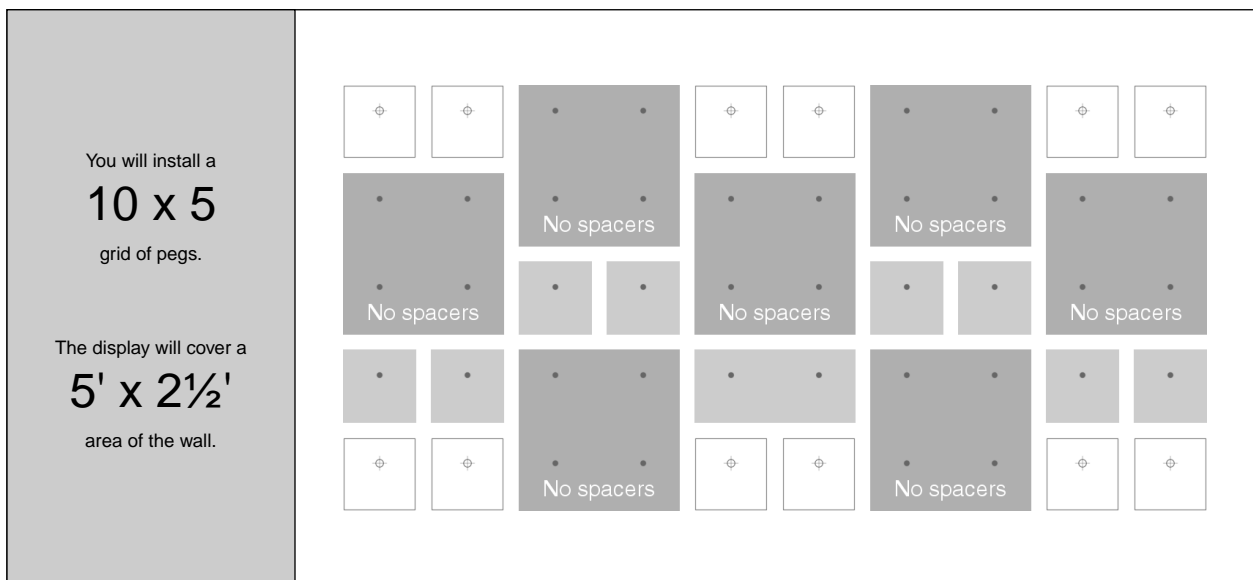 You will install a
10 x 5
grid of pegs.
The display will cover a
5' x 2½'
area of the wall.
No spacers
No spacers
No spacers
No spacers
No spacers
No spacers
No spacers